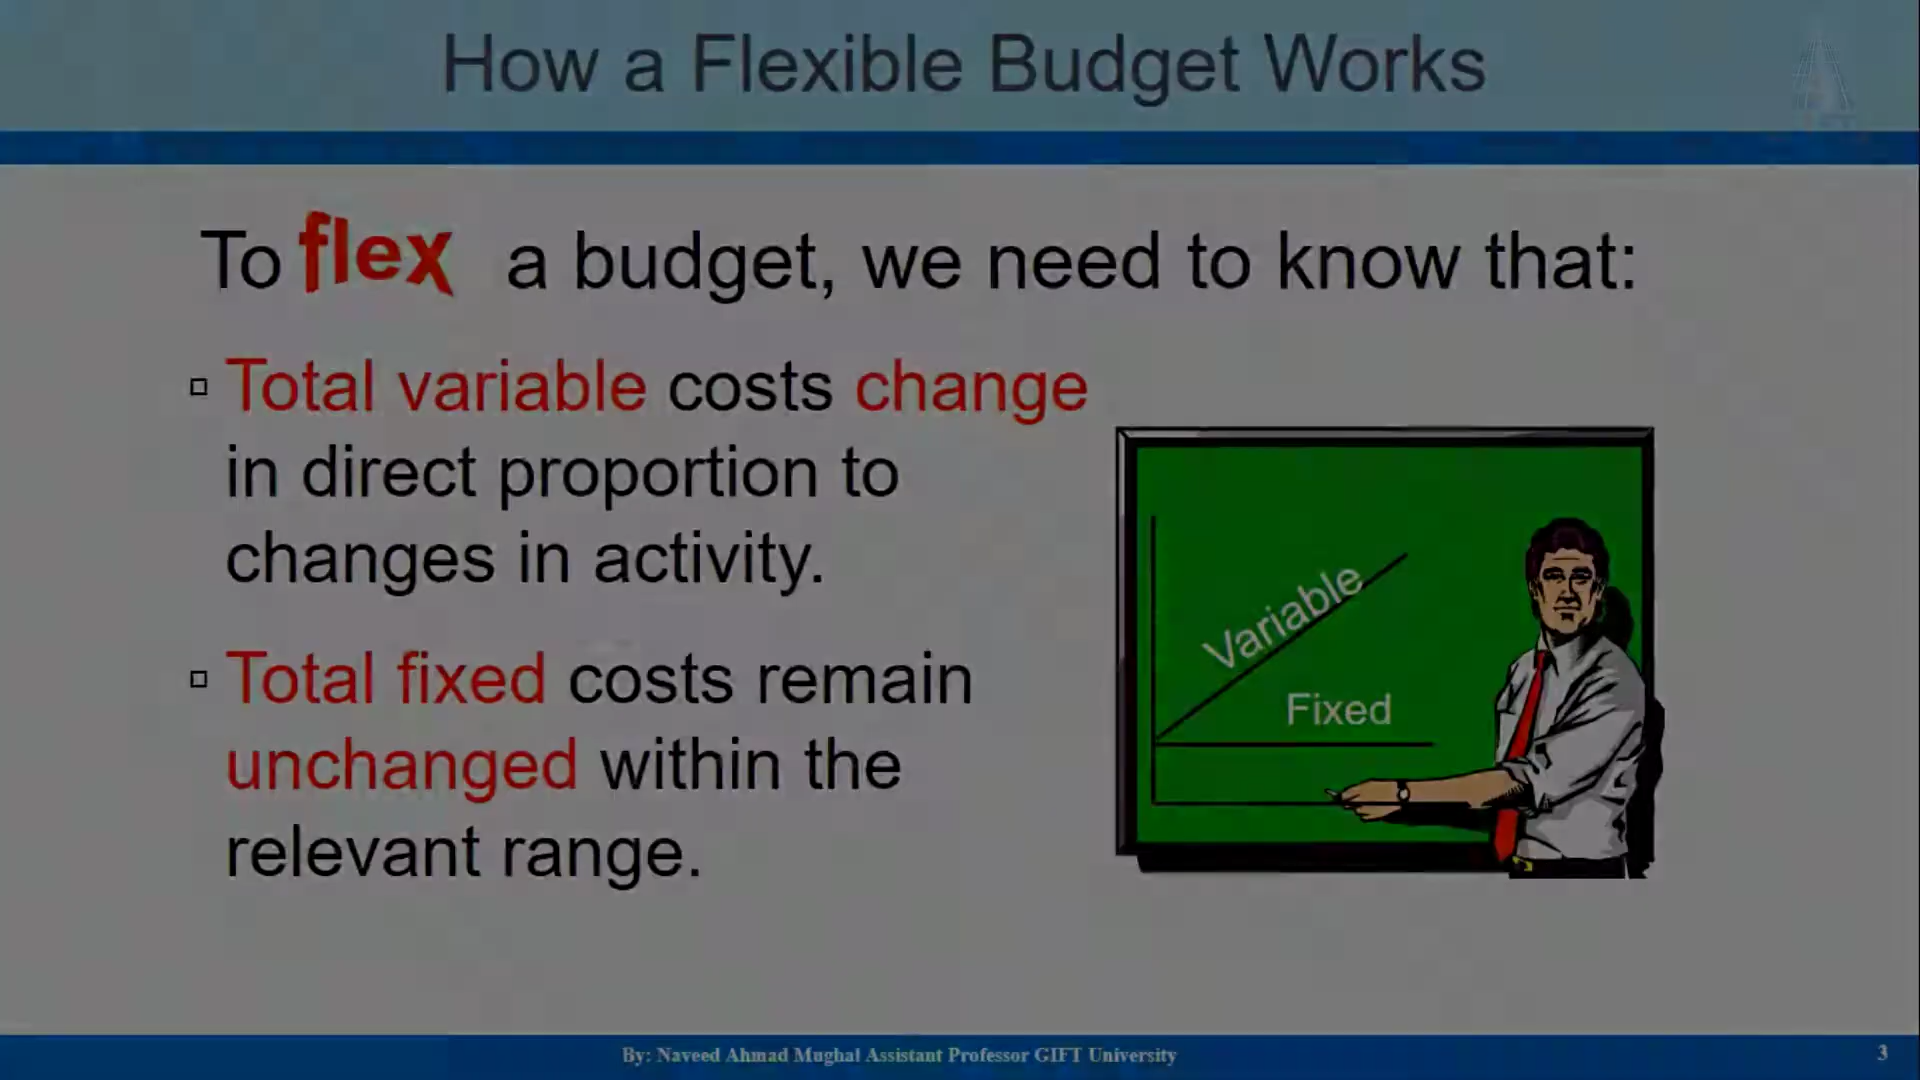 How a Flexible Budget Works
To flex a budget, we need to know that:
Total variable costs change
in direct proportion to
changes in activity.
Total fixed costs remain
unchanged within the
relevant range.
Variable
Fixed
By: Naveed Ahmad Mughal Assistant Professor GIFT University
3